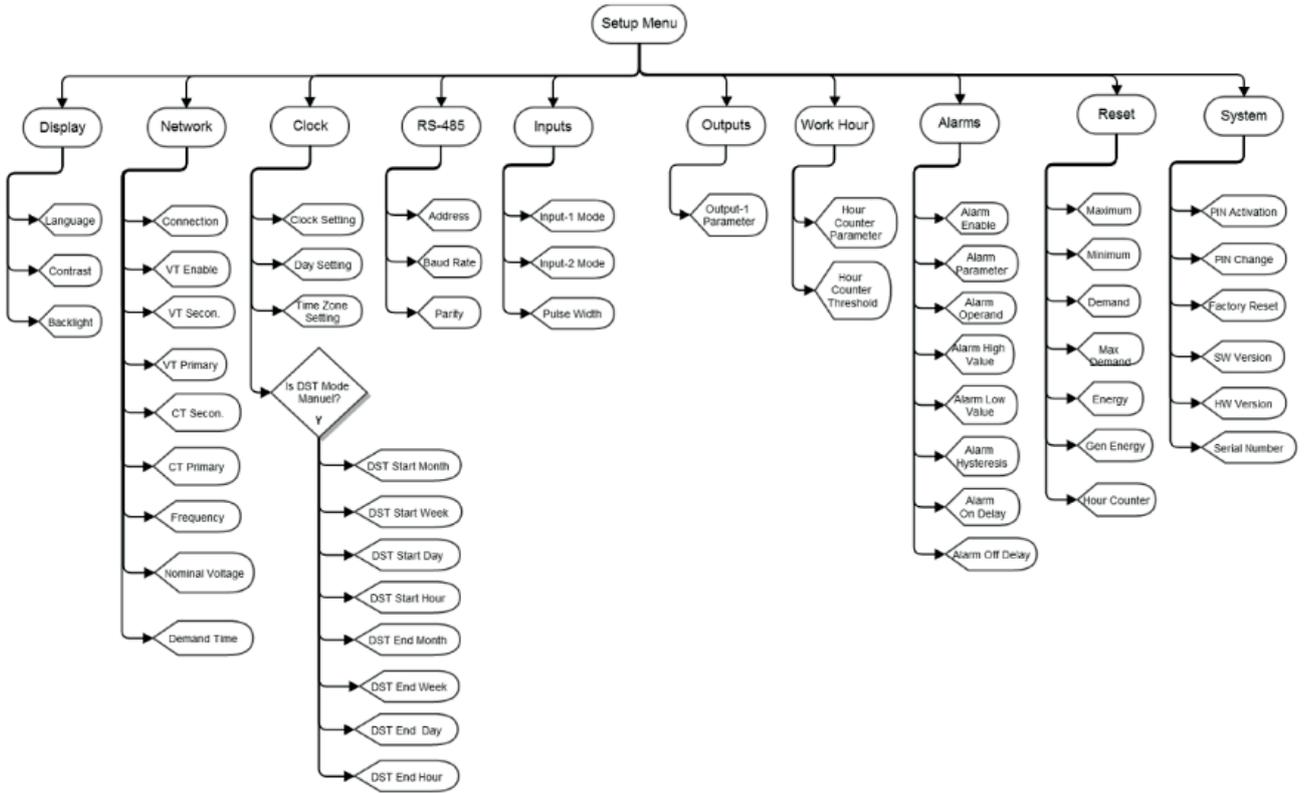 Setup Menu
Display
Network
Clock
RS-485
Inputs
Outputs
Work Hour
Alarms
Reset
System
Language
Contrast
Backlight
Connection
VT Enable
VT Secon.
VT Primary
CT Secon.
CT Primary
Frequency
Nominal Voltage
Demand Time
Clock Setting
Day Setting
Time Zone
Setting
Is DST Mode
Manuel?
Y
DST Start Month
DST Start Week
DST Start Day
DST Start Hour
DST End Month
DST End Week
DST End Day
DST End Hour
Address
Baud Rate
Parity
Input-1 Mode
Input-2 Mode
Pulse Width
Output-1
Parameter
Hour
Counter
Parameter
Hour
Counter
Threshold
Alarm
Enable
Alarm
Parameter
Alarm
Operand
Alarm High
Value
Alarm Low
Value
Alarm
Hysteresis
Alarm
On Delay
Alarm Off Delay
Maximum
Minimum
Demand
Max
Demand
Energy
Gen Energy
Hour Counter
PIN Activation
PIN Change
Factory Reset
SW Version
HW Version
Serial Number